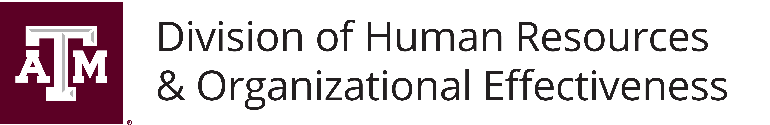 ATM
Division of Human Resources
& Organizational Effectiveness
®